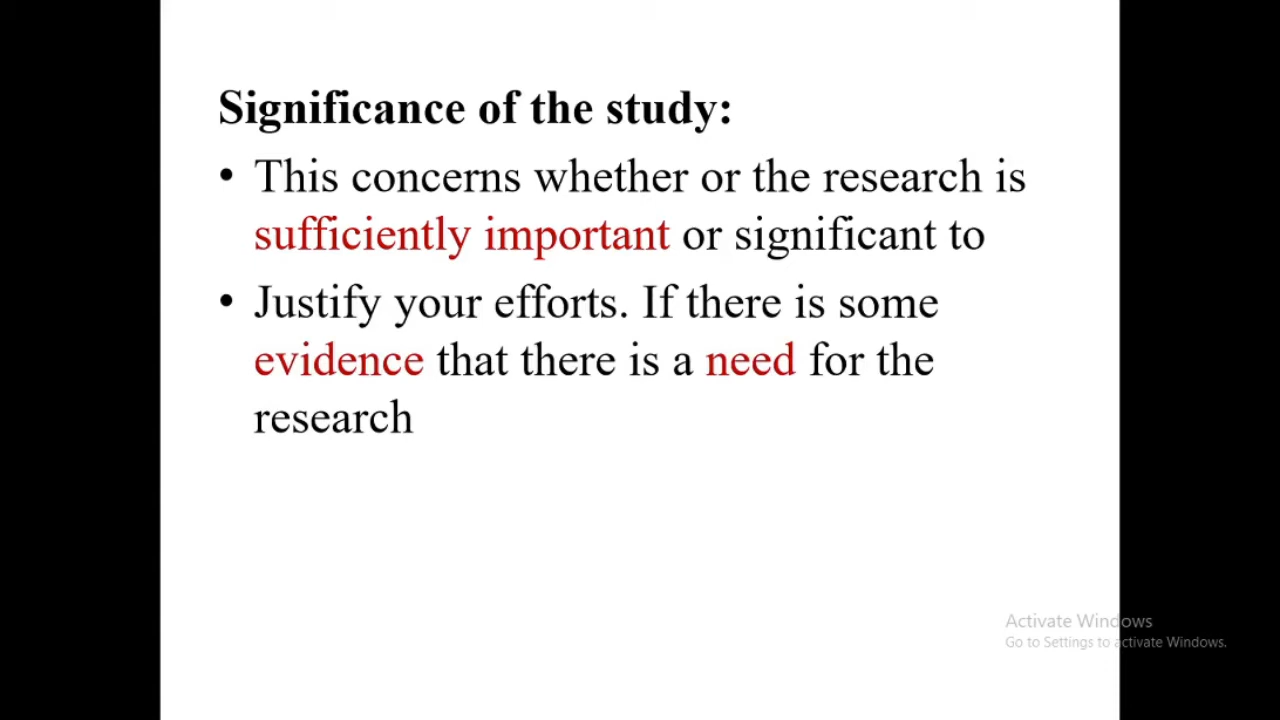 Significance of the study:
• This concerns whether or the research is
sufficiently important or significant to
• Justify your efforts. If there is some
evidence that there is a need for the
research
Activate Windows
Go to Settings to activate Windows.